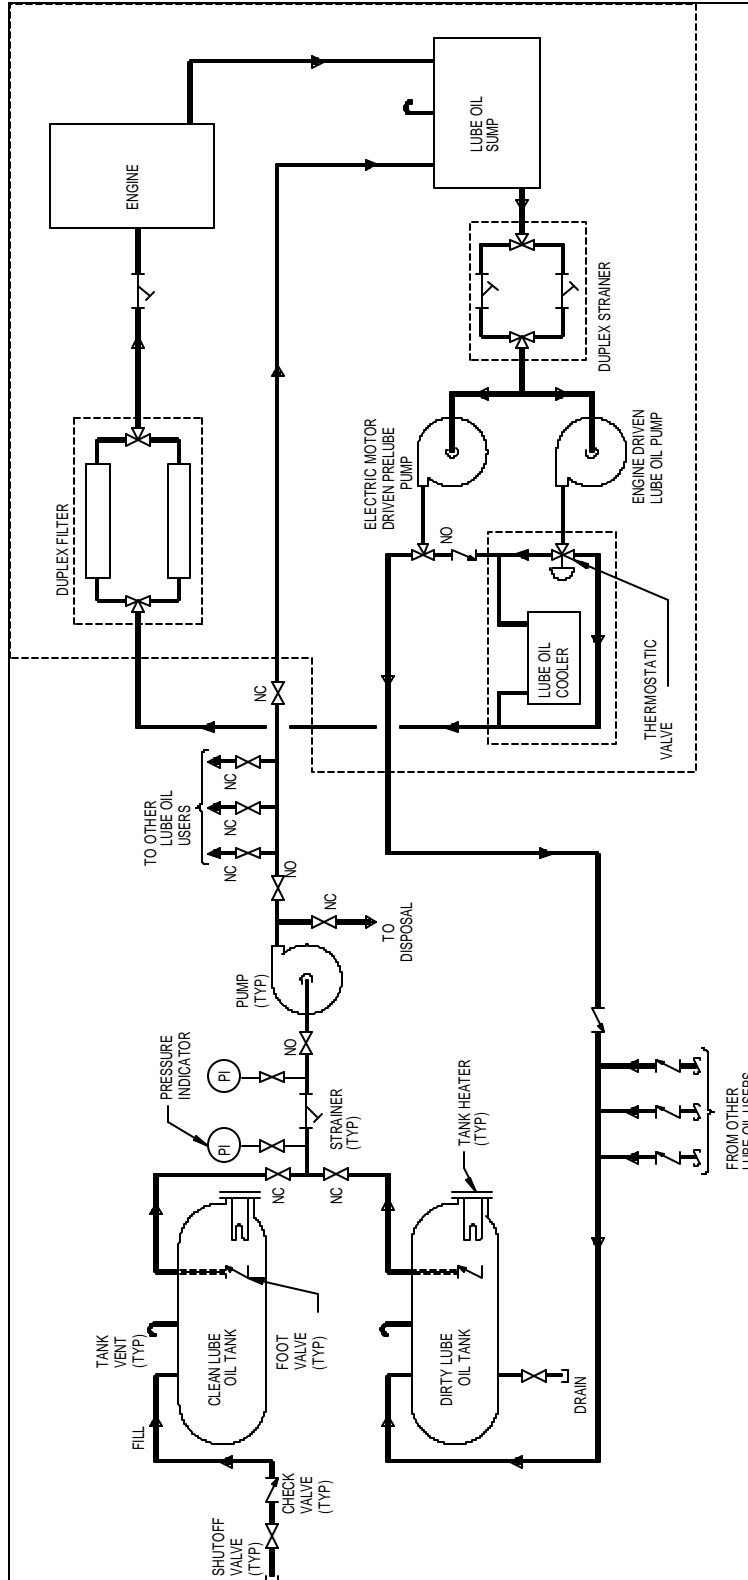 ENGINE
LUBE OIL
SUMP
DUPLEX STRAINER
DUPLEX FILTER
ELECTRIC MOTOR
DRIVEN PRELUBE
PUMP
ENGINE DRIVEN
LUBE OIL PUMP
NO
LUBE OIL
COOLER
THERMOSTATIC
VALVE
NC
TO OTHER
LUBE OIL
USERS
NC
NC
NC
NO
NC
TO
DISPOSAL
PUMP
(TYP)
NO
PRESSURE
INDICATOR
PI
PI
STRAINER
(TYP)
NC
NC
TANK HEATER
(TYP)
FROM OTHER
LUBE OIL USERS
TANK
VENT
(TYP)
CLEAN LUBE
OIL TANK
FOOT
VALVE
(TYP)
DIRTY LUBE
OIL TANK
DRAIN
FILL
CHECK
VALVE
(TYP)
SHUTOFF
VALVE
(TYP)